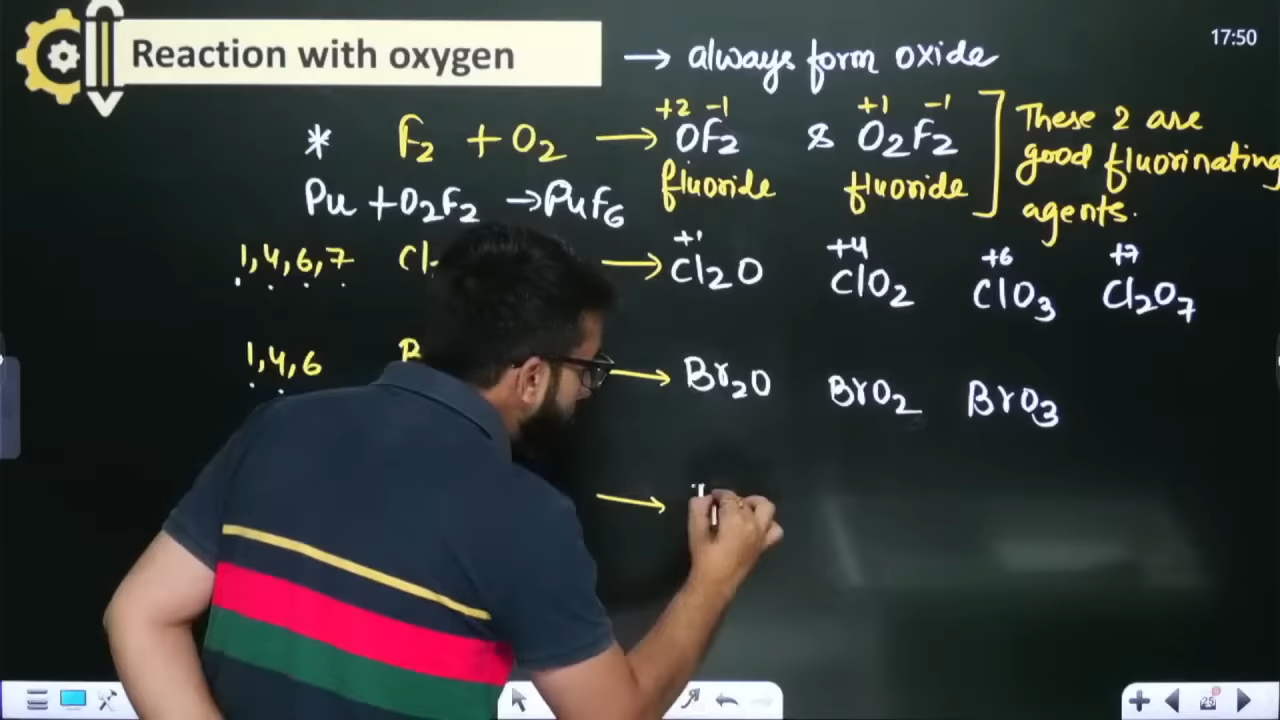 17:50
Reaction with oxygen → always form oxide
+2 -1 +1 -1
* F₂ + O₂ → OF₂ & O₂F₂ These 2 are
fluoride fluoride good fluorinating
Pu + O₂F₂ → PuF₆ agents.
+1 +4 +6 +7
1,4,6,7 Cl → Cl₂O ClO₂ ClO₃ Cl₂O₇
1,4,6 B → Br₂O BrO₂ BrO₃
→
25